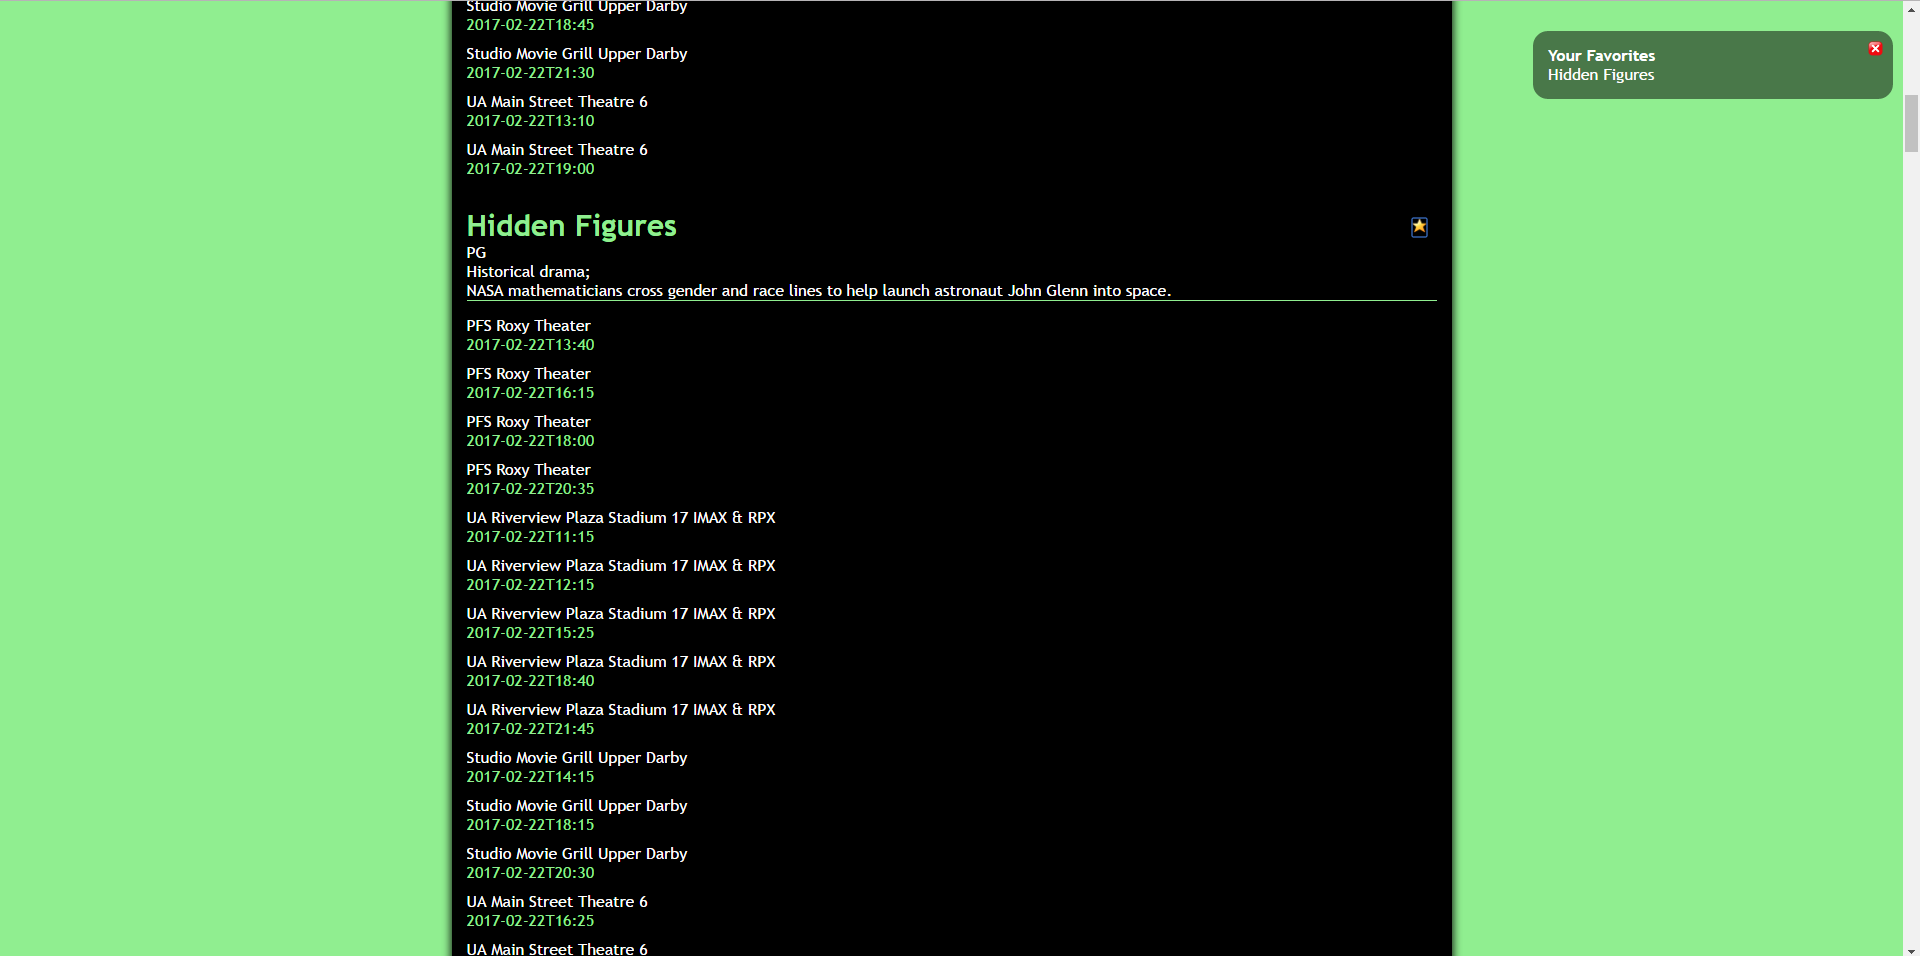 Studio Movie Grill Upper Darby
2017-02-22T18:45
Studio Movie Grill Upper Darby
2017-02-22T21:30
UA Main Street Theatre 6
2017-02-22T13:10
UA Main Street Theatre 6
2017-02-22T19:00
Hidden Figures
PG
Historical drama;
NASA mathematicians cross gender and race lines to help launch astronaut John Glenn into space.
PFS Roxy Theater
2017-02-22T13:40
PFS Roxy Theater
2017-02-22T16:15
PFS Roxy Theater
2017-02-22T18:00
PFS Roxy Theater
2017-02-22T20:35
UA Riverview Plaza Stadium 17 IMAX & RPX
2017-02-22T11:15
UA Riverview Plaza Stadium 17 IMAX & RPX
2017-02-22T12:15
UA Riverview Plaza Stadium 17 IMAX & RPX
2017-02-22T15:25
UA Riverview Plaza Stadium 17 IMAX & RPX
2017-02-22T18:40
UA Riverview Plaza Stadium 17 IMAX & RPX
2017-02-22T21:45
Studio Movie Grill Upper Darby
2017-02-22T14:15
Studio Movie Grill Upper Darby
2017-02-22T18:15
Studio Movie Grill Upper Darby
2017-02-22T20:30
UA Main Street Theatre 6
2017-02-22T16:25
UA Main Street Theatre 6
Your Favorites
Hidden Figures